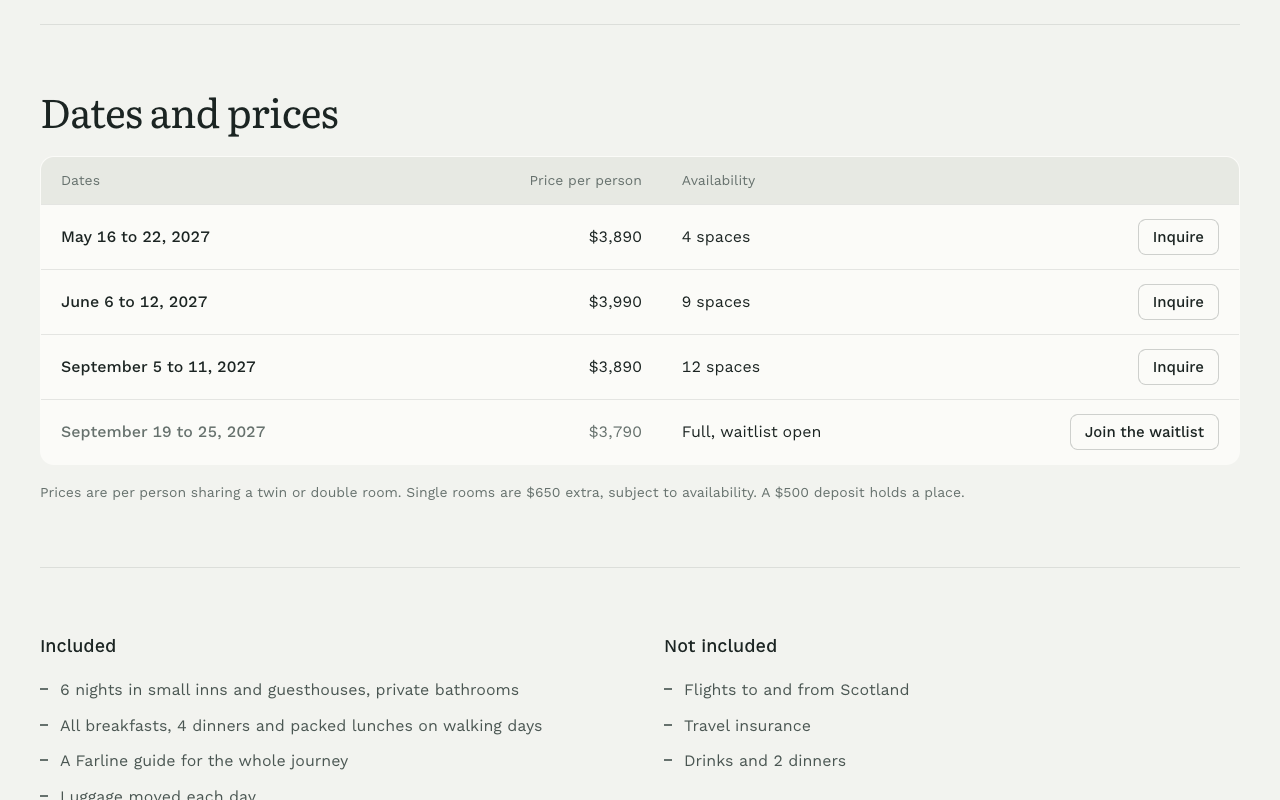 Dates and prices
Dates Price per person Availability
May 16 to 22, 2027 $3,890 4 spaces Inquire
June 6 to 12, 2027 $3,990 9 spaces Inquire
September 5 to 11, 2027 $3,890 12 spaces Inquire
September 19 to 25, 2027 $3,790 Full, waitlist open Join the waitlist
Prices are per person sharing a twin or double room. Single rooms are $650 extra, subject to availability. A $500 deposit holds a place.
Included
– 6 nights in small inns and guesthouses, private bathrooms
– All breakfasts, 4 dinners and packed lunches on walking days
– A Farline guide for the whole journey
– Luggage moved each day
Not included
– Flights to and from Scotland
– Travel insurance
– Drinks and 2 dinners